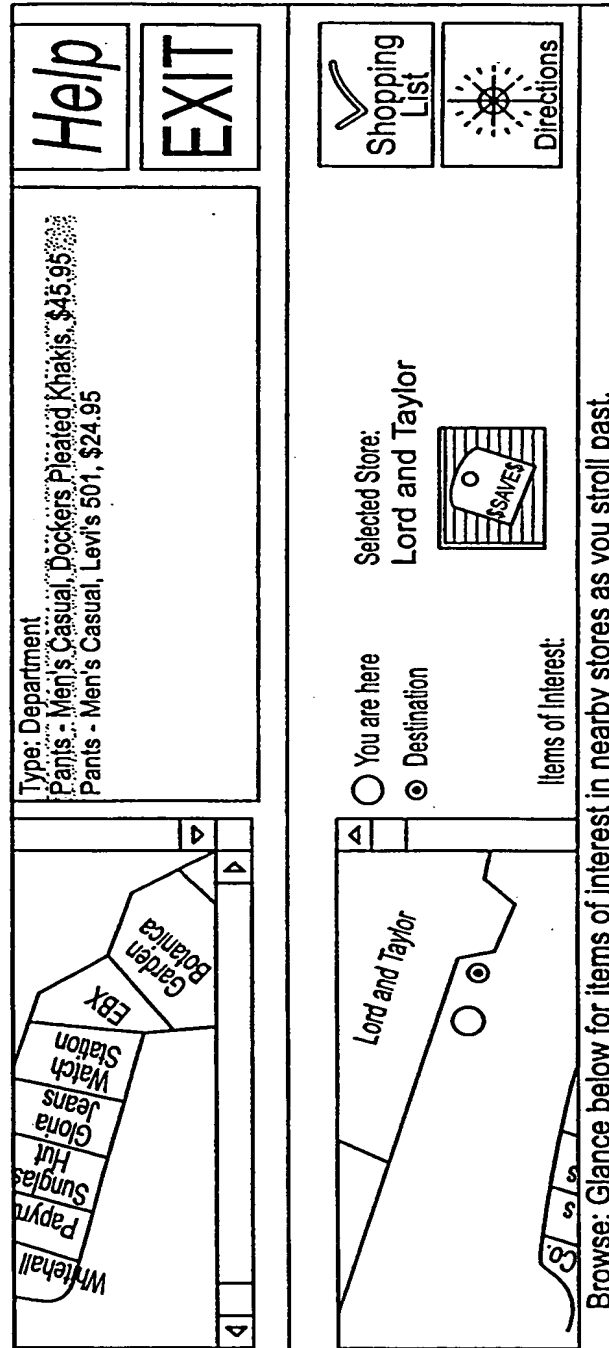 Browse: Glance below for items of interest in nearby stores as you stroll past.
Lord and Taylor
Co.
s
s
You are here
Destination
Selected Store:
Lord and Taylor
$SAVE$
Shopping
List
Directions
Items of Interest:
Whitehall
Papyru
Sunglas
Hut
Gloria
Jeans
Watch
Station
EBX
Garden
Botanica
Type: Department
Pants - Men's Casual, Dockers Pleated Khakis, $45.95
Pants - Men's Casual, Levi's 501, $24.95
Help
EXIT